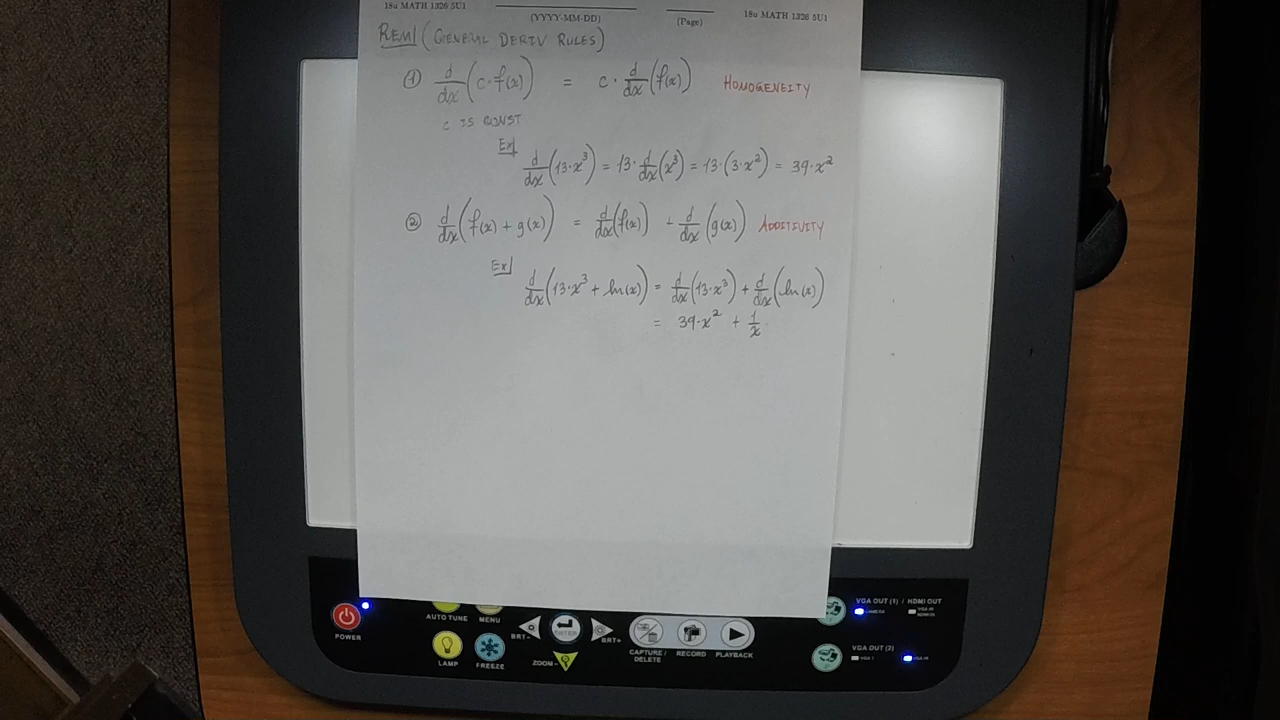 18u MATH 1326 5U1 (YYYY-MM-DD) (Page) 18u MATH 1326 5U1
REM (GENERAL DERIV RULES)
① d/dx (c·f(x)) = c· d/dx (f(x)) HOMOGENEITY
c IS CONST
Ex
d/dx (13·x³) = 13· d/dx (x³) = 13·(3·x²) = 39·x²
② d/dx (f(x) + g(x)) = d/dx (f(x)) + d/dx (g(x)) ADDITIVITY
Ex
d/dx (13·x³ + ln(x)) = d/dx (13·x³) + d/dx (ln(x))
= 39·x² + 1/x
POWER
AUTO TUNE
MENU
LAMP
FREEZE
BRT-
ENTER
BRT+
ZOOM-
CAPTURE / DELETE
RECORD
PLAYBACK
VGA OUT (1) / HDMI OUT
VGA OUT (2)